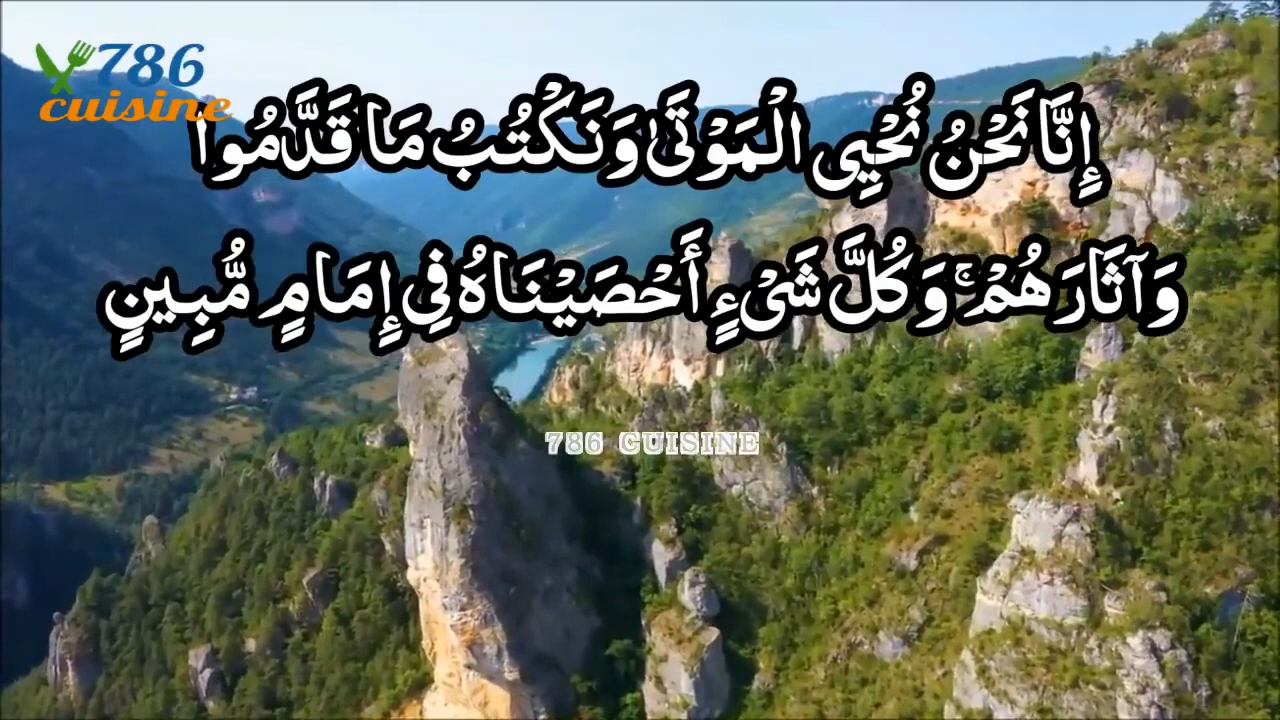 786
cuisine
إِنَّا نَحْنُ نُحْيِي الْمَوْتَىٰ وَنَكْتُبُ مَا قَدَّمُوا
وَآثَارَهُمْ ۚ وَكُلَّ شَيْءٍ أَحْصَيْنَاهُ فِي إِمَامٍ مُّبِينٍ
786 CUISINE